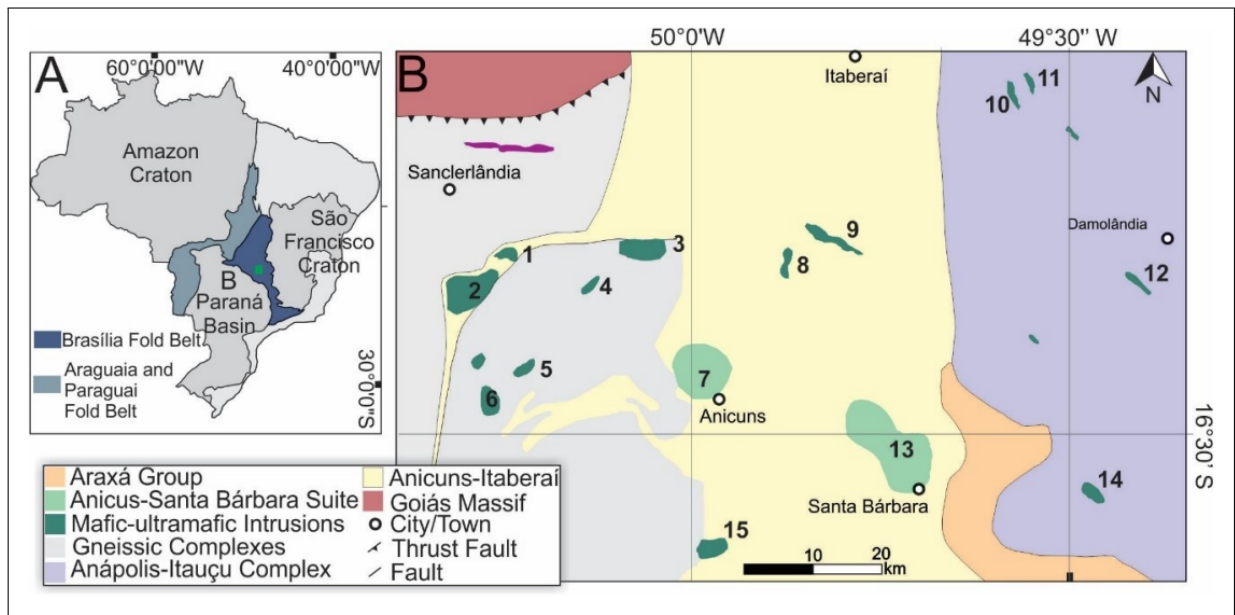 A
60°0'00"W
40°0'00"W
Amazon
Craton
São
Francisco
Craton
B
Paraná
Basin
Brasília Fold Belt
Araguaia and
Paraguai
Fold Belt
30°0'0"S
B
50°0'W
49°30'' W
Itaberaí
N
11
10
Sanclerlândia
Damolândia
9
1
3
8
2
4
12
5
7
6
Anicuns
16°30' S
13
14
Santa Bárbara
15
10
20
km
Araxá Group
Anicus-Santa Bárbara Suite
Mafic-ultramafic Intrusions
Gneissic Complexes
Anápolis-Itauçu Complex
Anicuns-Itaberaí
Goiás Massif
City/Town
Thrust Fault
Fault